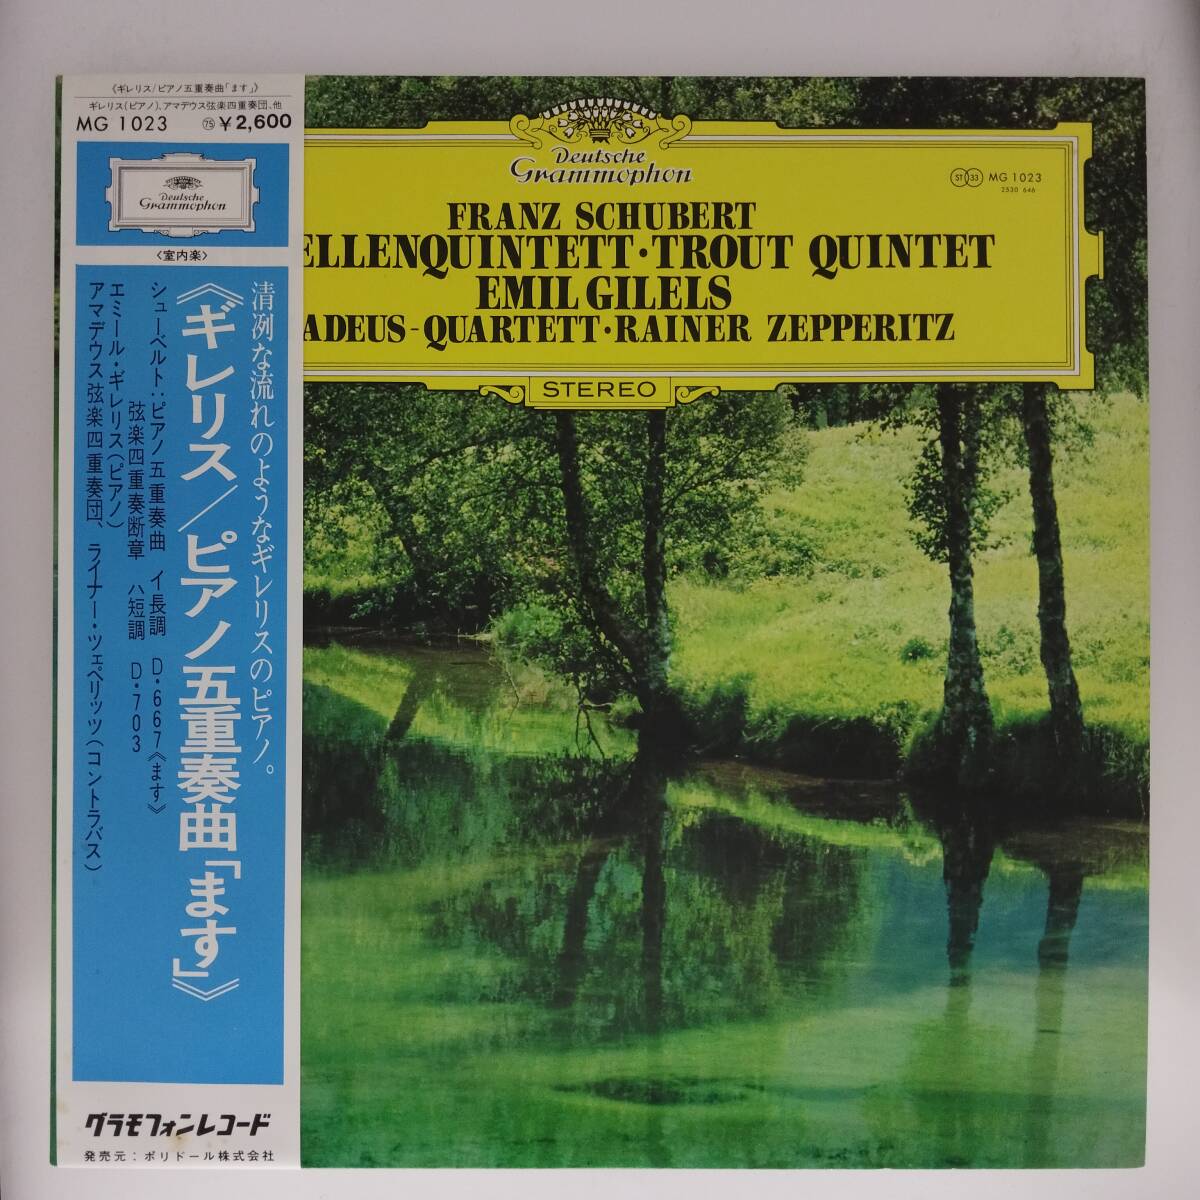 《ギレリス/ピアノ五重奏曲「ます」》
ギレリス(ピアノ)、アマデウス弦楽四重奏団、他
MG 1023 ㊆ ¥2,600
Deutsche
Grammophon
〈室内楽〉
清冽な流れのようなギレリスのピアノ。
《ギレリス/ピアノ五重奏曲「ます」》
シューベルト:ピアノ五重奏曲 イ長調 D・667《ます》
弦楽四重奏断章 ハ短調 D・703
エミール・ギレリス(ピアノ)
アマデウス弦楽四重奏団、ライナー・ツェペリッツ(コントラバス)
グラモフォンレコード
発売元:ポリドール株式会社
Deutsche
Grammophon
ST 33 MG 1023
2530 646
FRANZ SCHUBERT
ELLENQUINTETT · TROUT QUINTET
EMIL GILELS
ADEUS-QUARTETT · RAINER ZEPPERITZ
STEREO